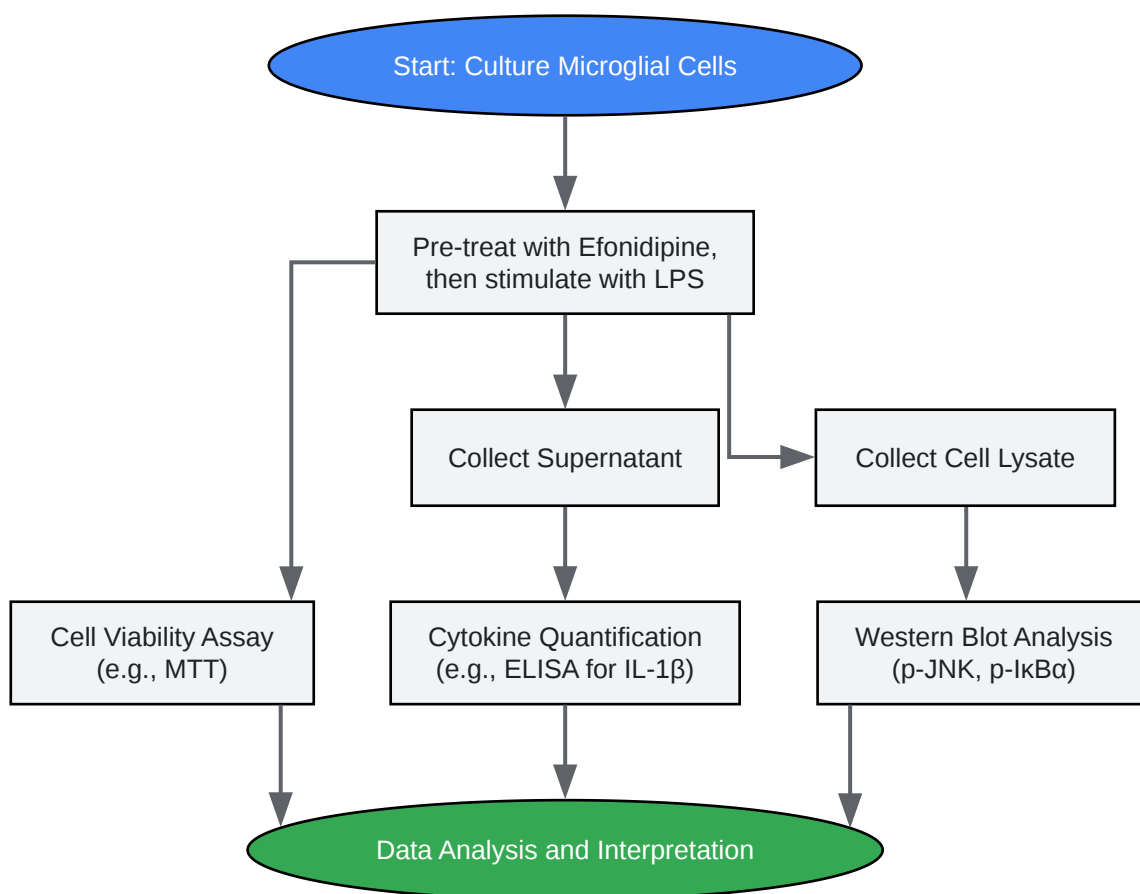 Start: Culture Microglial Cells
Pre-treat with Efonidipine,
then stimulate with LPS
Collect Supernatant
Collect Cell Lysate
Cell Viability Assay
(e.g., MTT)
Cytokine Quantification
(e.g., ELISA for IL-1β)
Western Blot Analysis
(p-JNK, p-IκBα)
Data Analysis and Interpretation